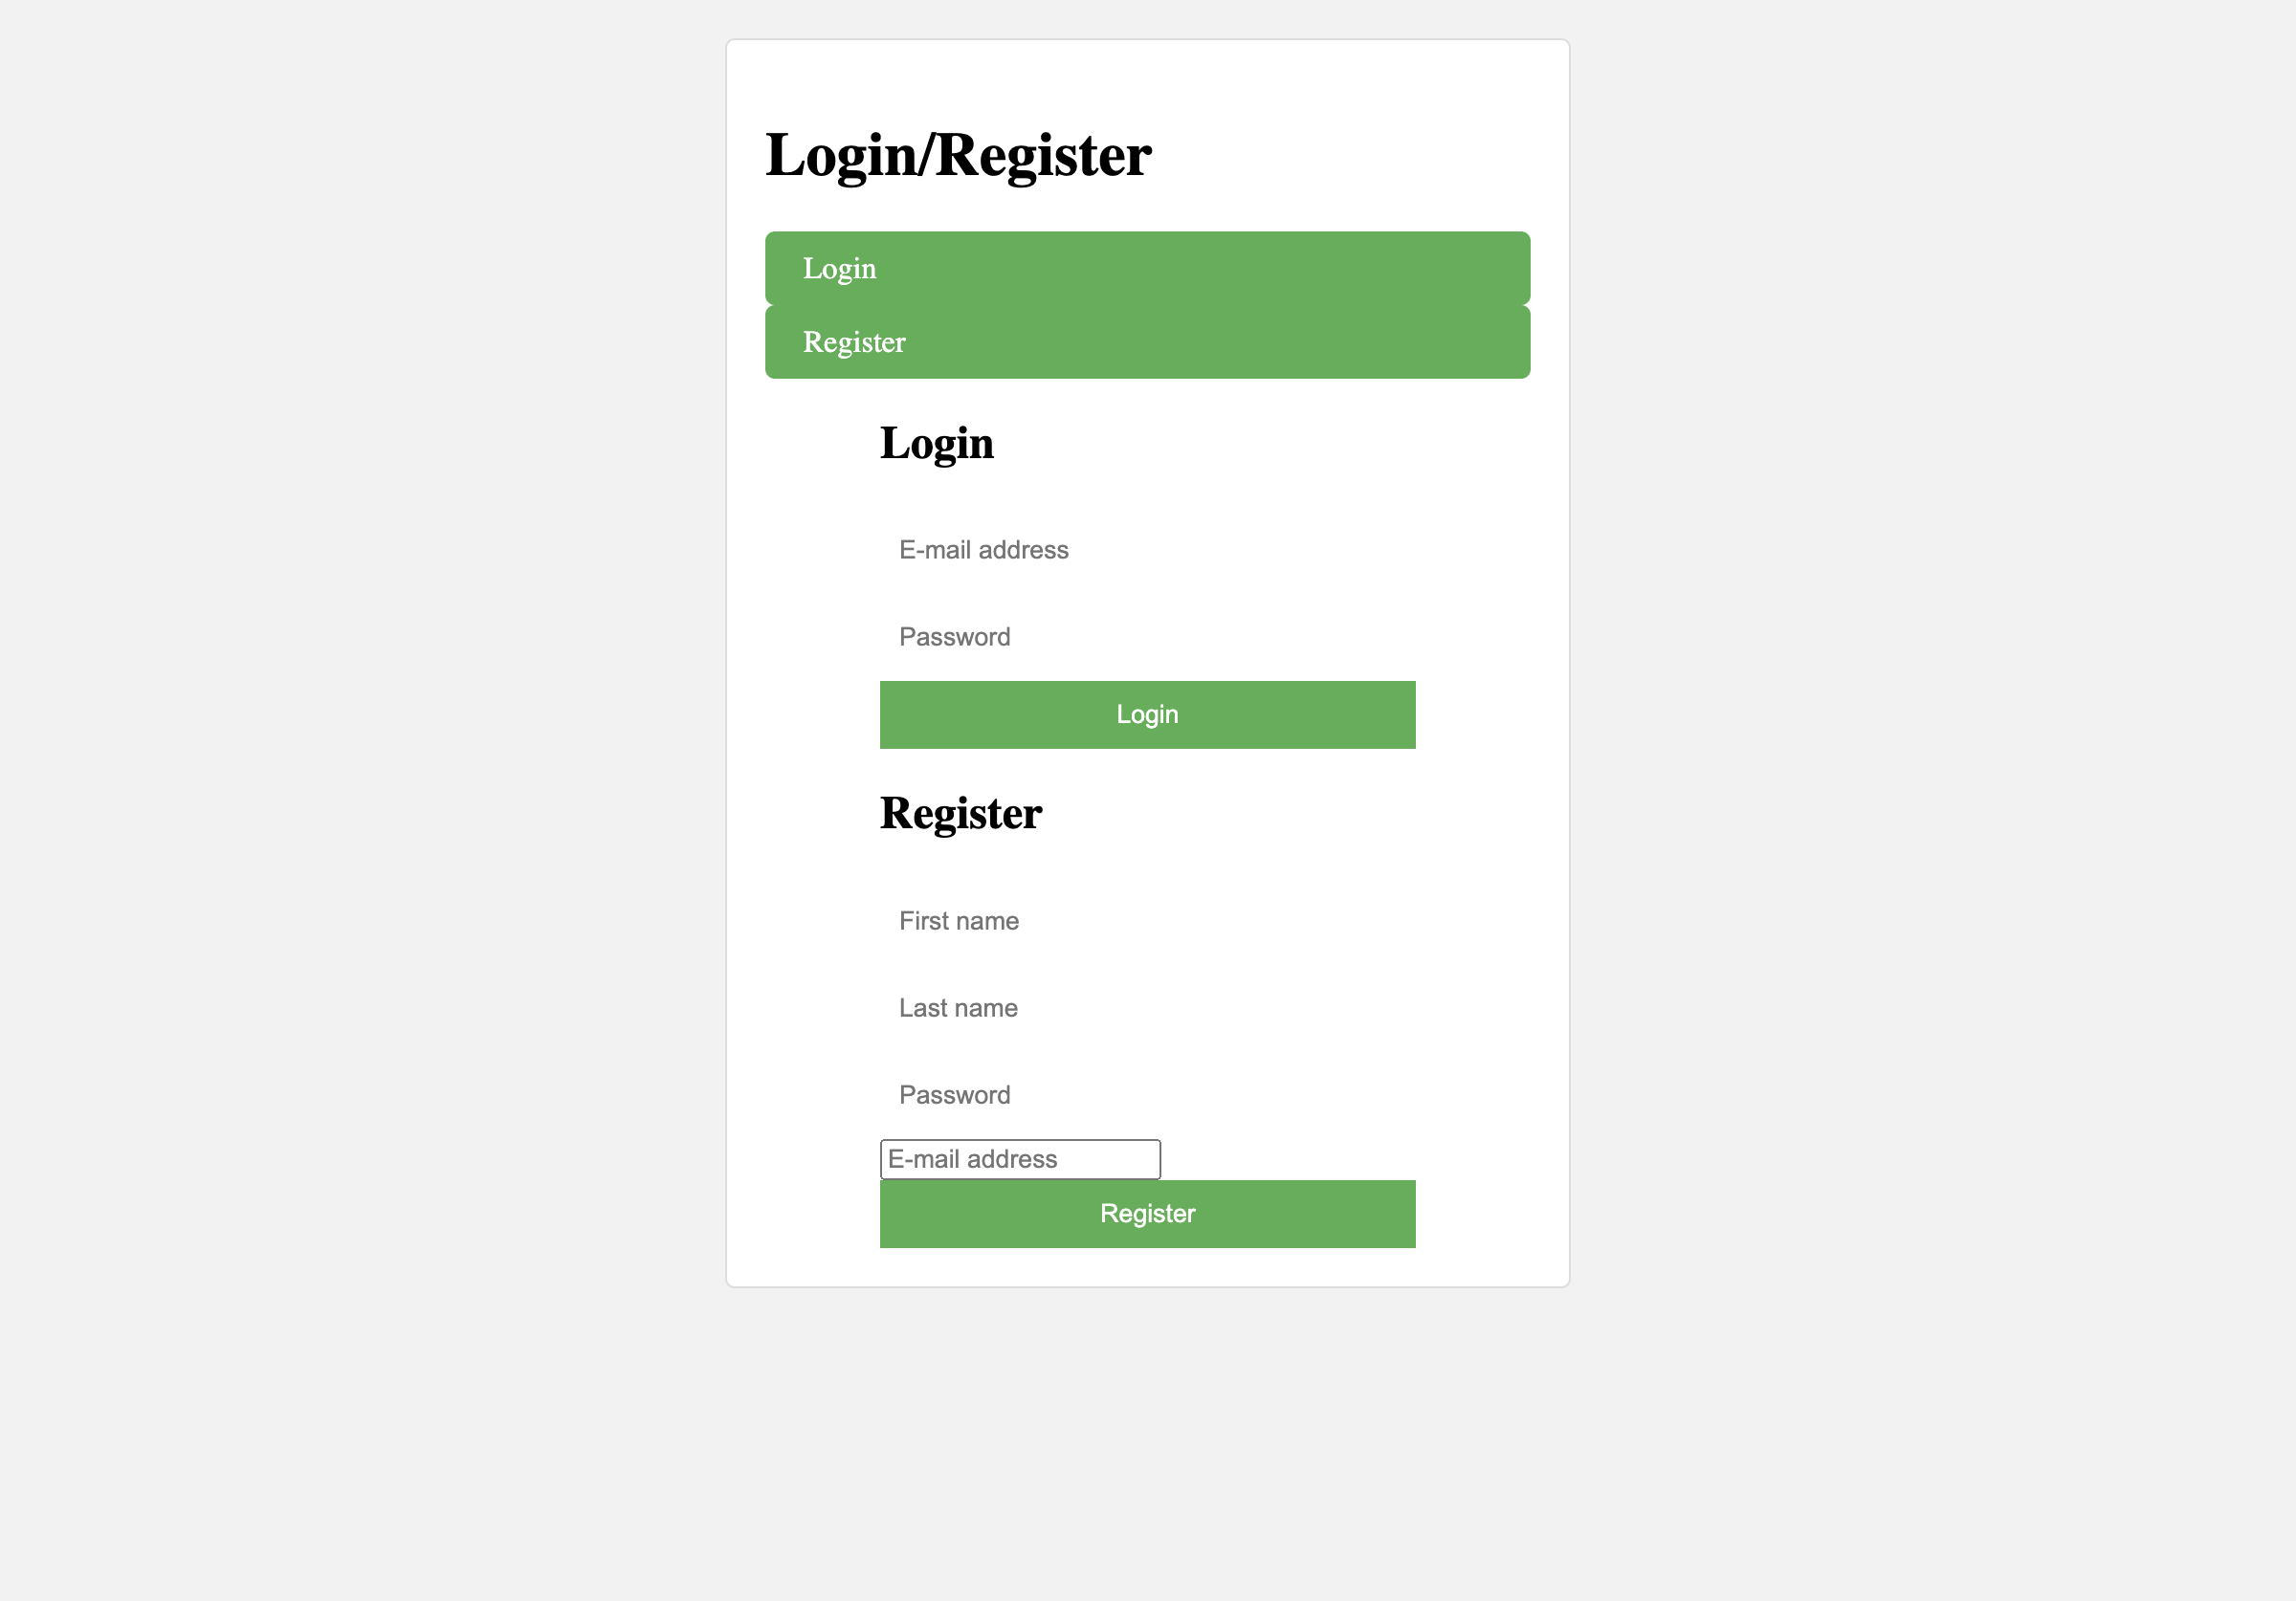 Login/Register
Login
Register
Login
E-mail address
Password
Login
Register
First name
Last name
Password
E-mail address
Register